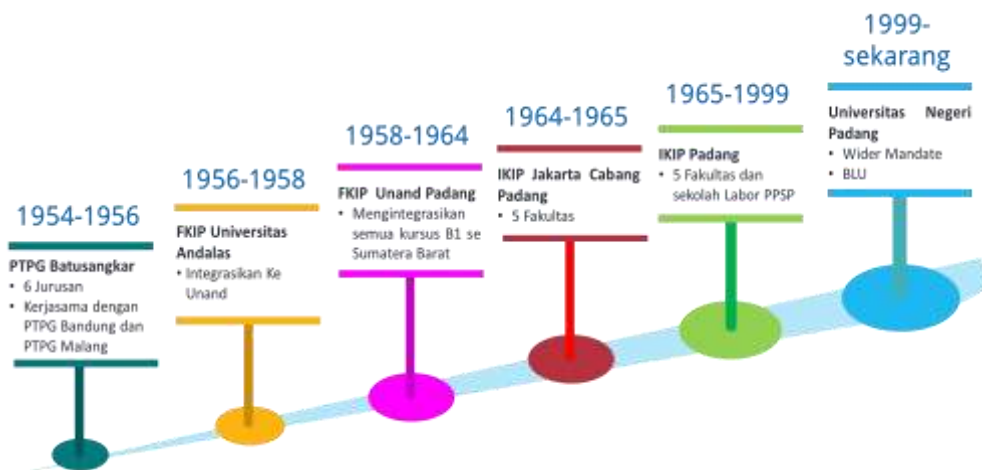 1954-1956
PTPG Batusangkar
• 6 Jurusan
• Kerjasama dengan
PTPG Bandung dan
PTPG Malang
1956-1958
FKIP Universitas
Andalas
• Integrasikan Ke
Unand
1958-1964
FKIP Unand Padang
• Mengintegrasikan
semua kursus B1 se
Sumatera Barat
1964-1965
IKIP Jakarta Cabang
Padang
• 5 Fakultas
1965-1999
IKIP Padang
• 5 Fakultas dan
sekolah Labor PPSP
1999-
sekarang
Universitas Negeri
Padang
• Wider Mandate
• BLU